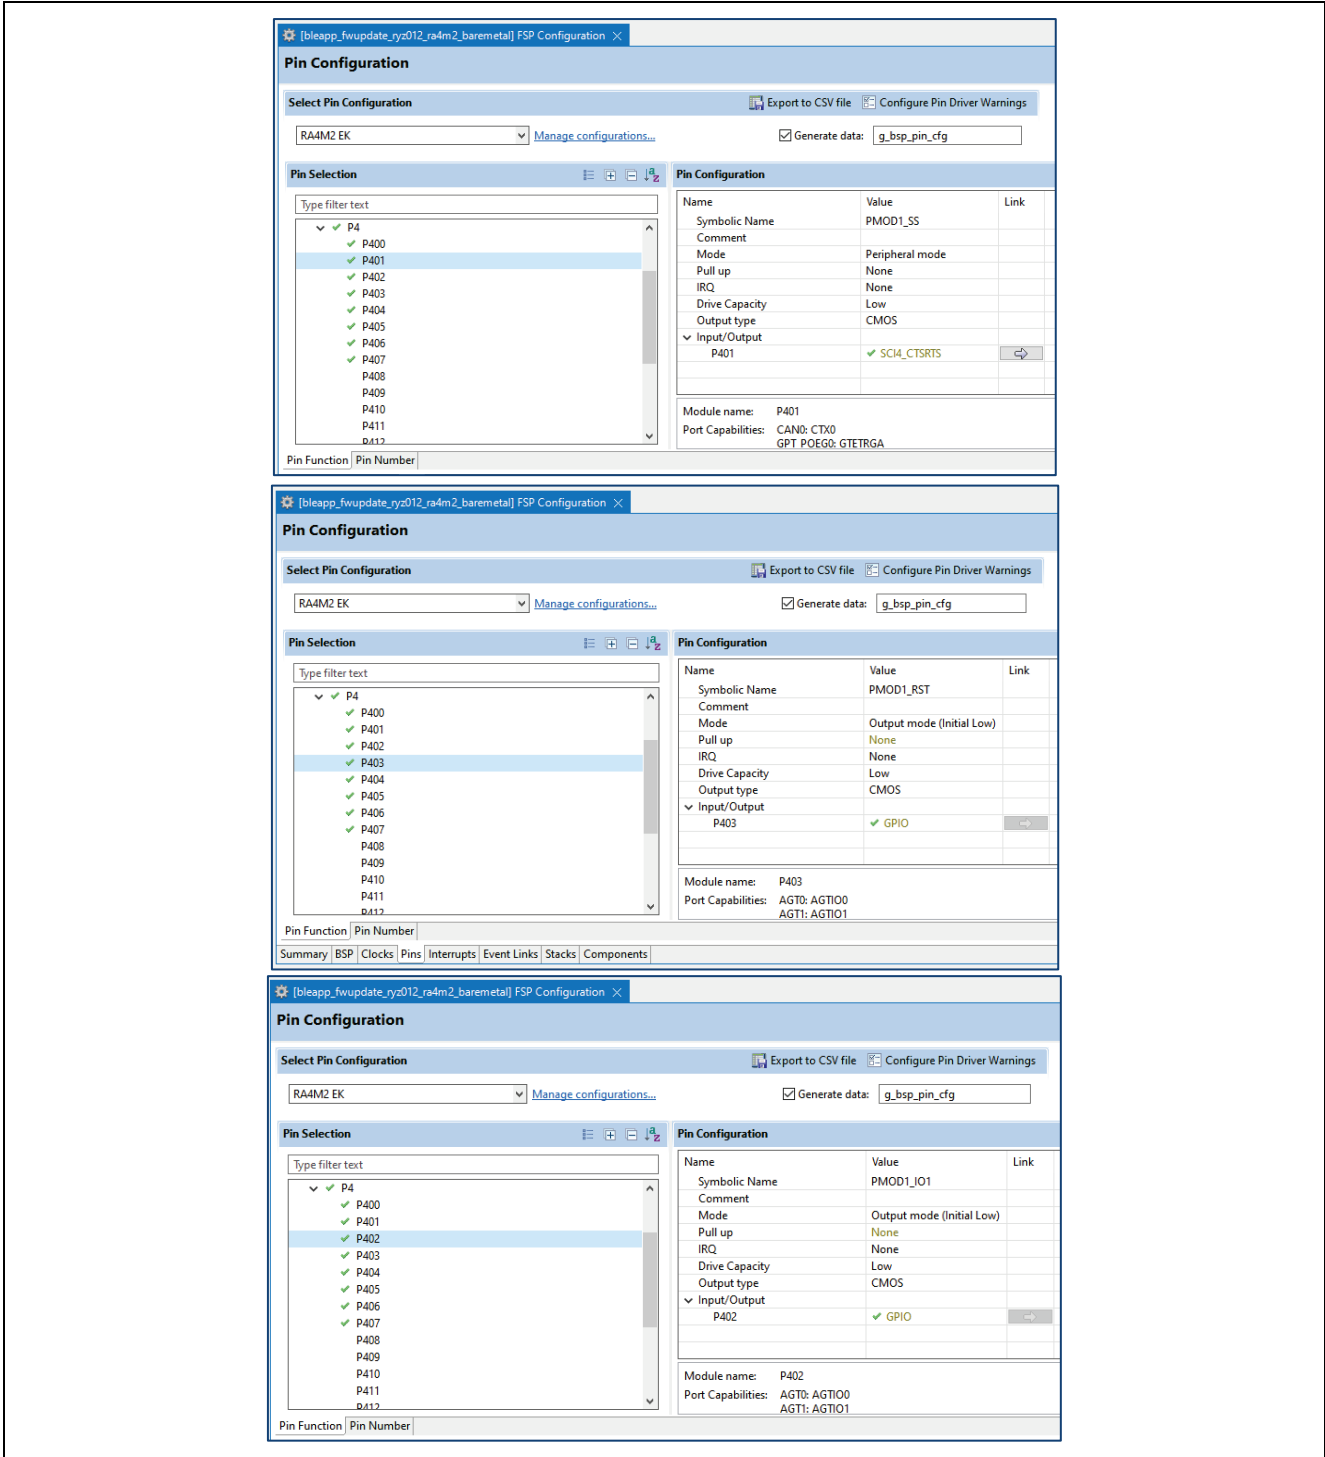 [bleapp_fwupdate_ryz012_ra4m2_baremetal] FSP Configuration
Pin Configuration
Select Pin Configuration
Export to CSV file
Configure Pin Driver Warnings
RA4M2 EK
Manage configurations...
Generate data:
g_bsp_pin_cfg
Pin Selection
Type filter text
P4
P400
P401
P402
P403
P404
P405
P406
P407
P408
P409
P410
P411
P412
Pin Function Pin Number
Pin Configuration
Name Value Link
Symbolic Name PMOD1_SS
Comment
Mode Peripheral mode
Pull up None
IRQ None
Drive Capacity Low
Output type CMOS
Input/Output
P401 SCI4_CTSRTS
Module name: P401
Port Capabilities: CAN0: CTX0
GPT_POEG0: GTETRGA
[bleapp_fwupdate_ryz012_ra4m2_baremetal] FSP Configuration
Pin Configuration
Select Pin Configuration
Export to CSV file
Configure Pin Driver Warnings
RA4M2 EK
Manage configurations...
Generate data:
g_bsp_pin_cfg
Pin Selection
Type filter text
P4
P400
P401
P402
P403
P404
P405
P406
P407
P408
P409
P410
P411
P412
Pin Function Pin Number
Pin Configuration
Name Value Link
Symbolic Name PMOD1_RST
Comment
Mode Output mode (Initial Low)
Pull up None
IRQ None
Drive Capacity Low
Output type CMOS
Input/Output
P403 GPIO
Module name: P403
Port Capabilities: AGT0: AGTIO0
AGT1: AGTIO1
Summary BSP Clocks Pins Interrupts Event Links Stacks Components
[bleapp_fwupdate_ryz012_ra4m2_baremetal] FSP Configuration
Pin Configuration
Select Pin Configuration
Export to CSV file
Configure Pin Driver Warnings
RA4M2 EK
Manage configurations...
Generate data:
g_bsp_pin_cfg
Pin Selection
Type filter text
P4
P400
P401
P402
P403
P404
P405
P406
P407
P408
P409
P410
P411
P412
Pin Function Pin Number
Pin Configuration
Name Value Link
Symbolic Name PMOD1_IO1
Comment
Mode Output mode (Initial Low)
Pull up None
IRQ None
Drive Capacity Low
Output type CMOS
Input/Output
P402 GPIO
Module name: P402
Port Capabilities: AGT0: AGTIO0
AGT1: AGTIO1